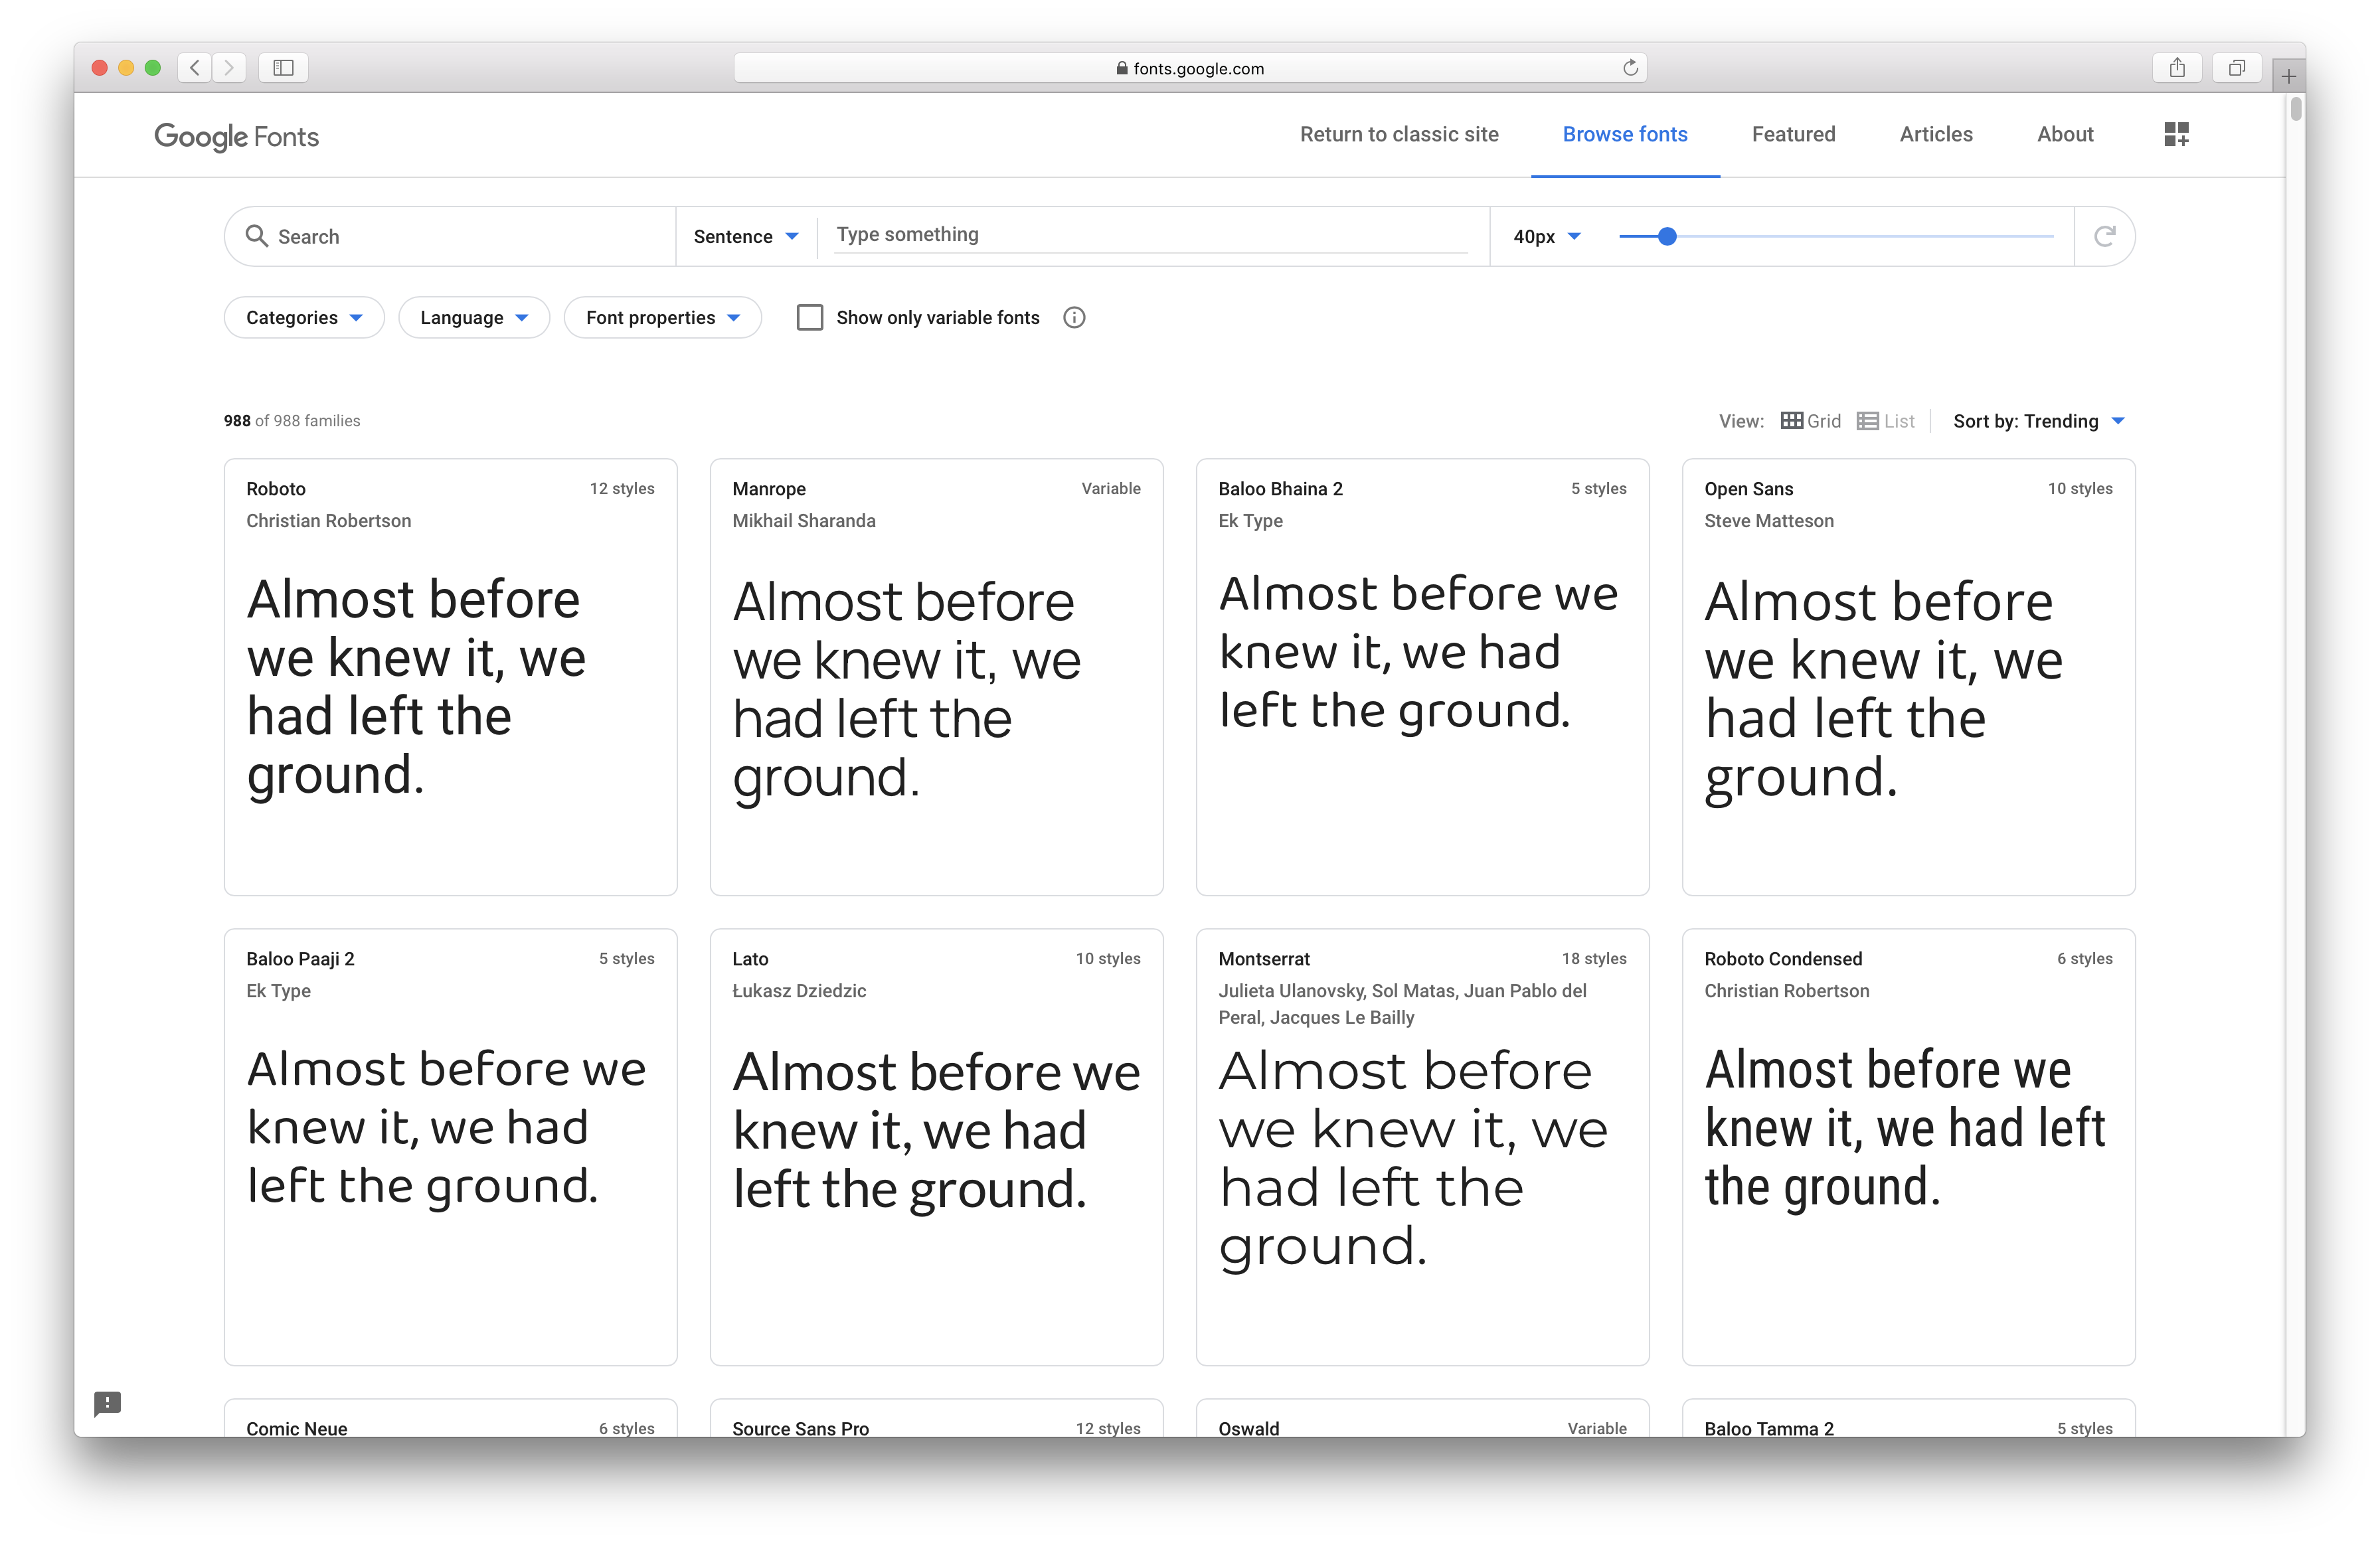 fonts.google.com
Google Fonts
Return to classic site
Browse fonts
Featured
Articles
About
Search
Sentence
Type something
40px
Categories
Language
Font properties
Show only variable fonts
988 of 988 families
View: Grid List
Sort by: Trending
Roboto
12 styles
Christian Robertson
Almost before
we knew it, we
had left the
ground.
Manrope
Variable
Mikhail Sharanda
Almost before
we knew it, we
had left the
ground.
Baloo Bhaina 2
5 styles
Ek Type
Almost before we
knew it, we had
left the ground.
Open Sans
10 styles
Steve Matteson
Almost before
we knew it, we
had left the
ground.
Baloo Paaji 2
5 styles
Ek Type
Almost before we
knew it, we had
left the ground.
Lato
10 styles
Łukasz Dziedzic
Almost before we
knew it, we had
left the ground.
Montserrat
18 styles
Julieta Ulanovsky, Sol Matas, Juan Pablo del
Peral, Jacques Le Bailly
Almost before
we knew it, we
had left the
ground.
Roboto Condensed
6 styles
Christian Robertson
Almost before we
knew it, we had left
the ground.
Comic Neue
6 styles
Source Sans Pro
12 styles
Oswald
Variable
Baloo Tamma 2
5 styles